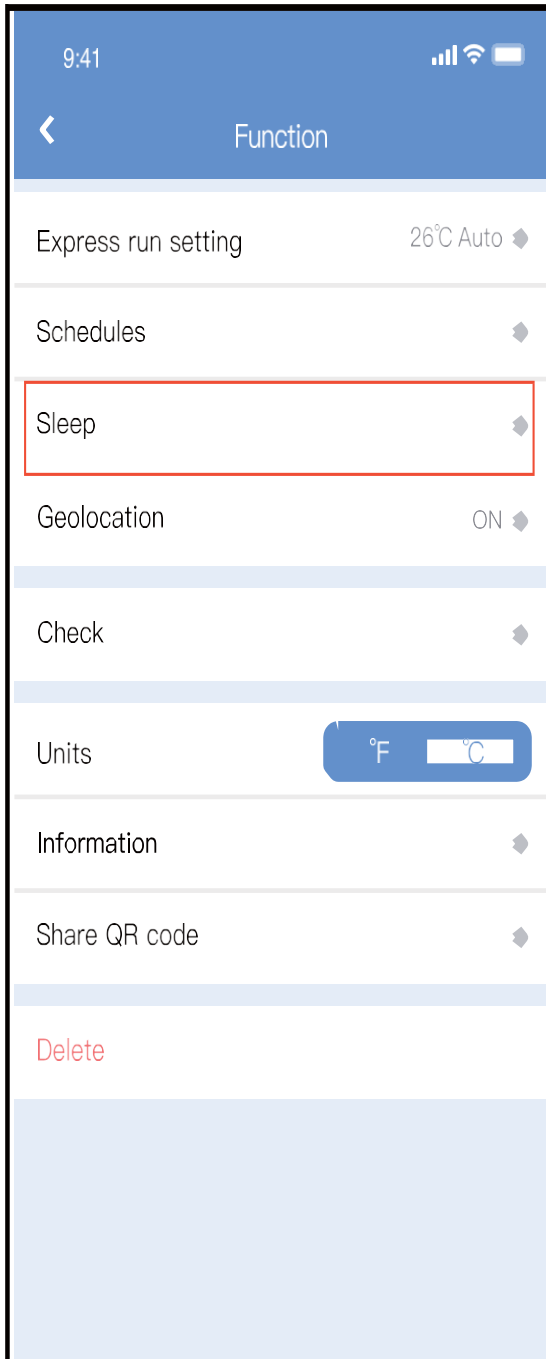 9:41
Function
Express run setting 26°C Auto
Schedules
Sleep
Geolocation ON
Check
Units °F °C
Information
Share QR code
Delete